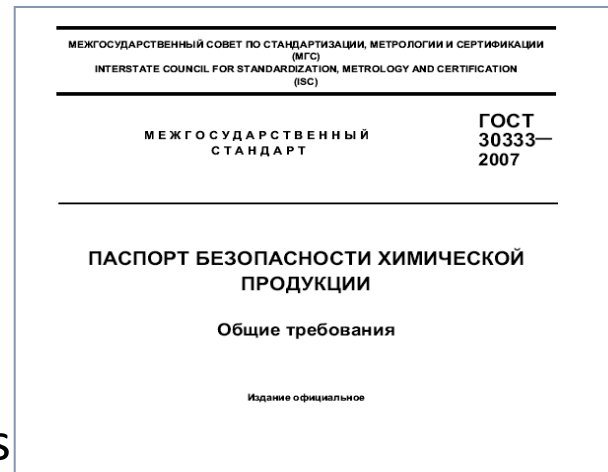 МЕЖГОСУДАРСТВЕННЫЙ СОВЕТ ПО СТАНДАРТИЗАЦИИ, МЕТРОЛОГИИ И СЕРТИФИКАЦИИ
(МГС)
INTERSTATE COUNCIL FOR STANDARDIZATION, METROLOGY AND CERTIFICATION
(ISC)
МЕЖГОСУДАРСТВЕННЫЙ
СТАНДАРТ
ГОСТ
30333—
2007
ПАСПОРТ БЕЗОПАСНОСТИ ХИМИЧЕСКОЙ
ПРОДУКЦИИ
Общие требования
Издание официальное
s